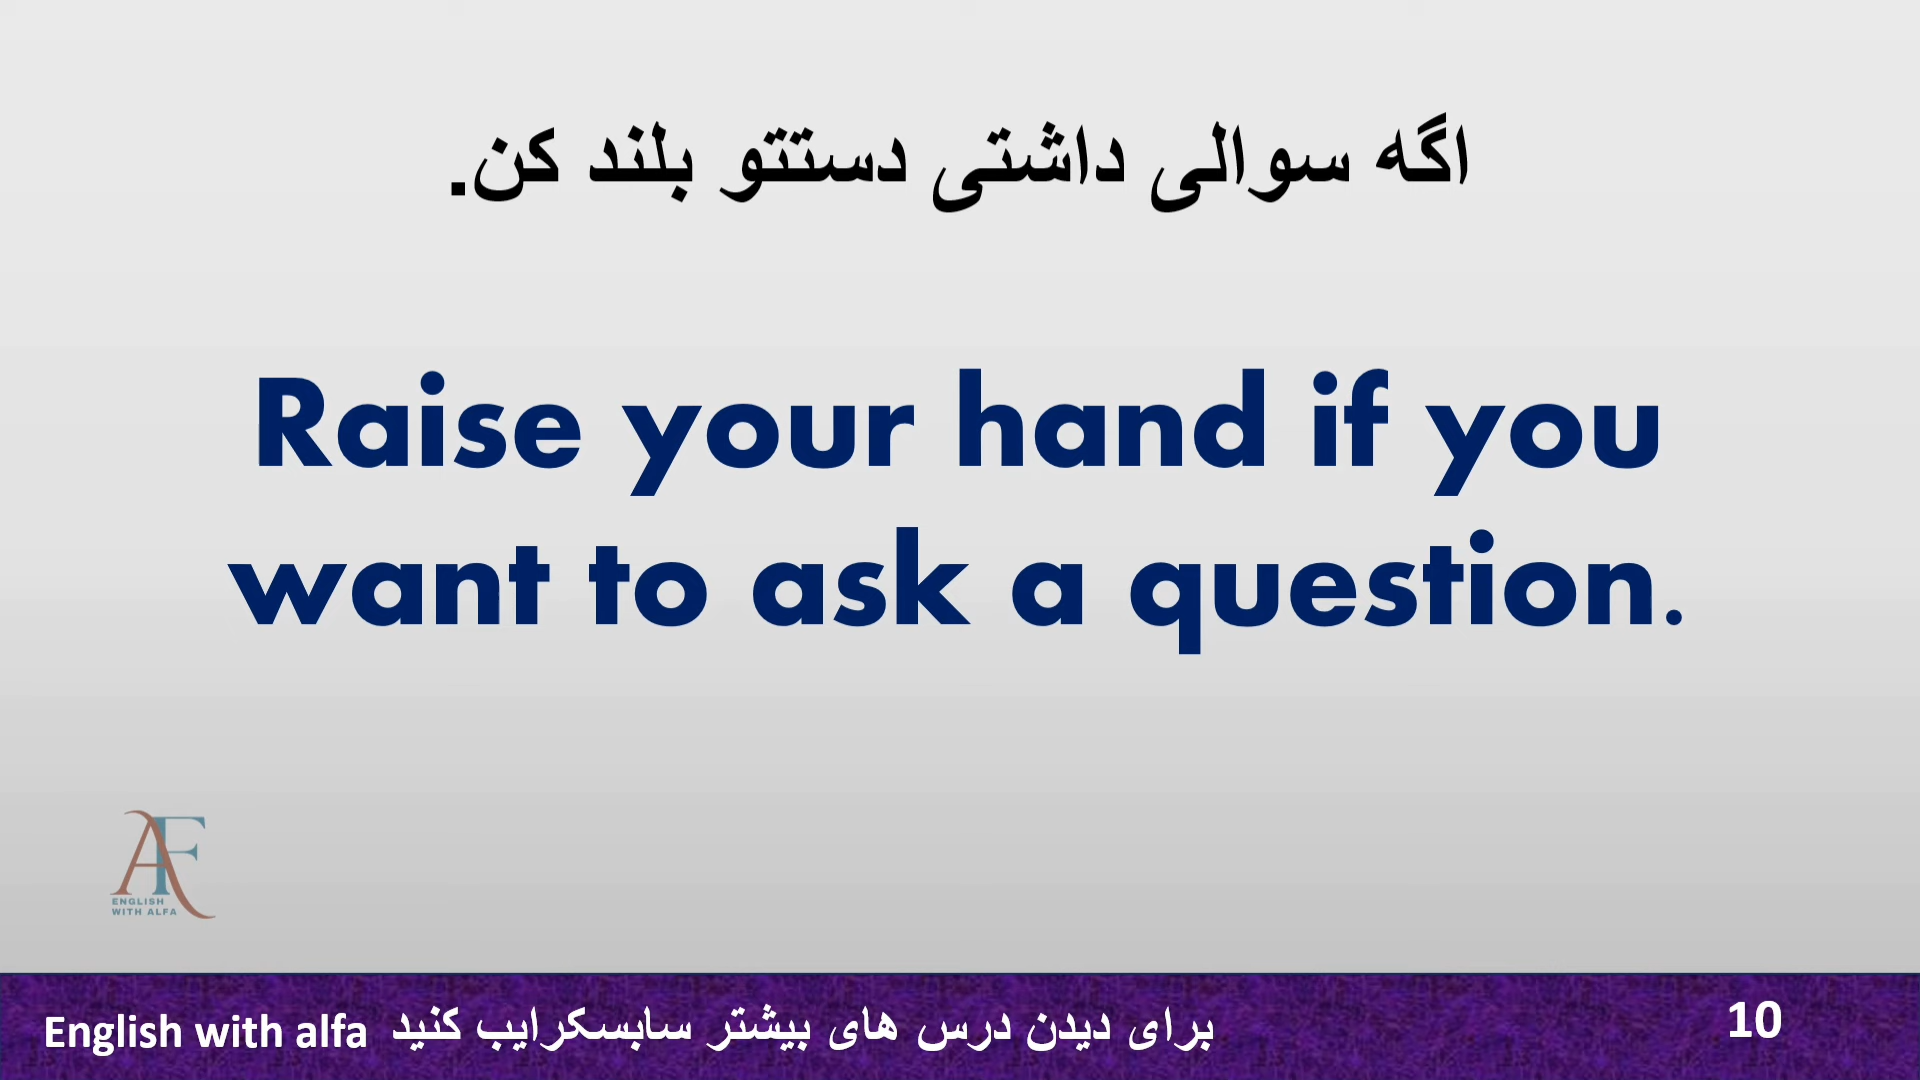 اگه سوالی داشتی دستتو بلند کن.
Raise your hand if you
want to ask a question.
AF
ENGLISH
WITH ALFA
English with alfa برای دیدن درس های بیشتر سابسکرایب کنید
10